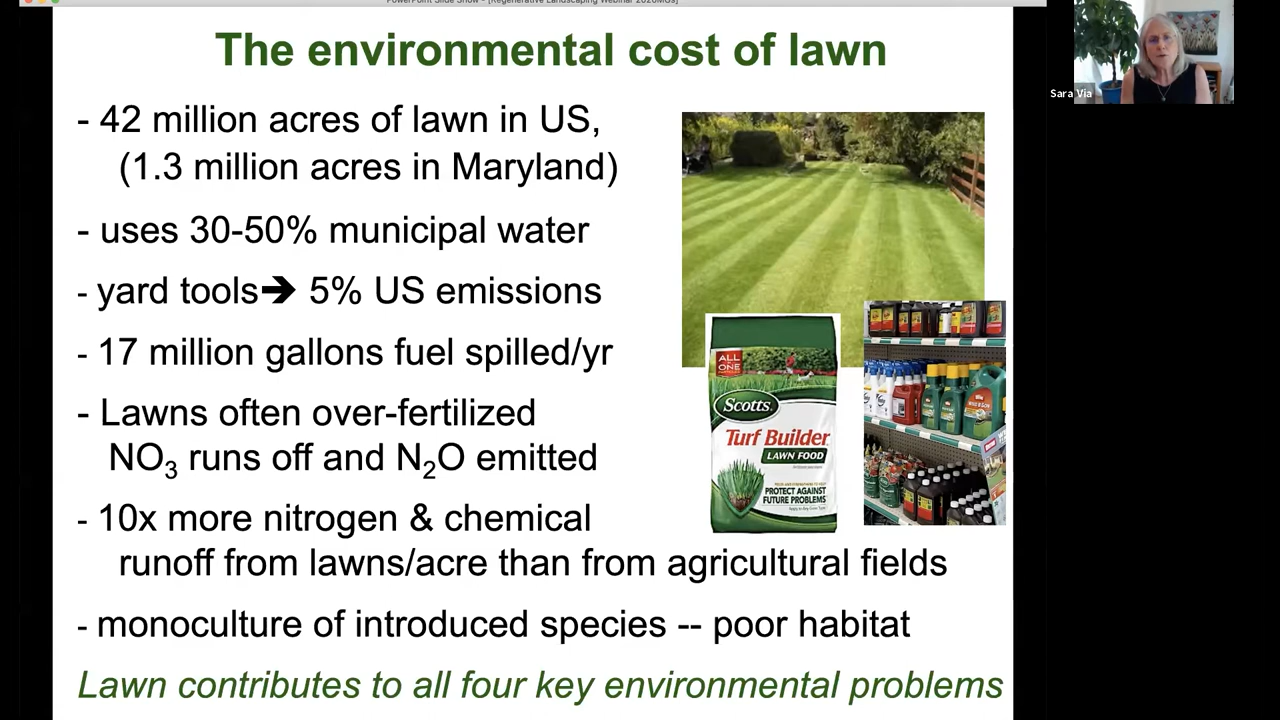 PowerPoint Slide Show - [Regenerative Landscaping Webinar 2020MGs]
The environmental cost of lawn
- 42 million acres of lawn in US,
(1.3 million acres in Maryland)
- uses 30-50% municipal water
- yard tools➔ 5% US emissions
- 17 million gallons fuel spilled/yr
- Lawns often over-fertilized
NO₃ runs off and N₂O emitted
- 10x more nitrogen & chemical
runoff from lawns/acre than from agricultural fields
- monoculture of introduced species -- poor habitat
Lawn contributes to all four key environmental problems
ALL
ONE
Scotts
Turf Builder
LAWN FOOD
PROTECT AGAINST
FUTURE PROBLEMS
Sara Via